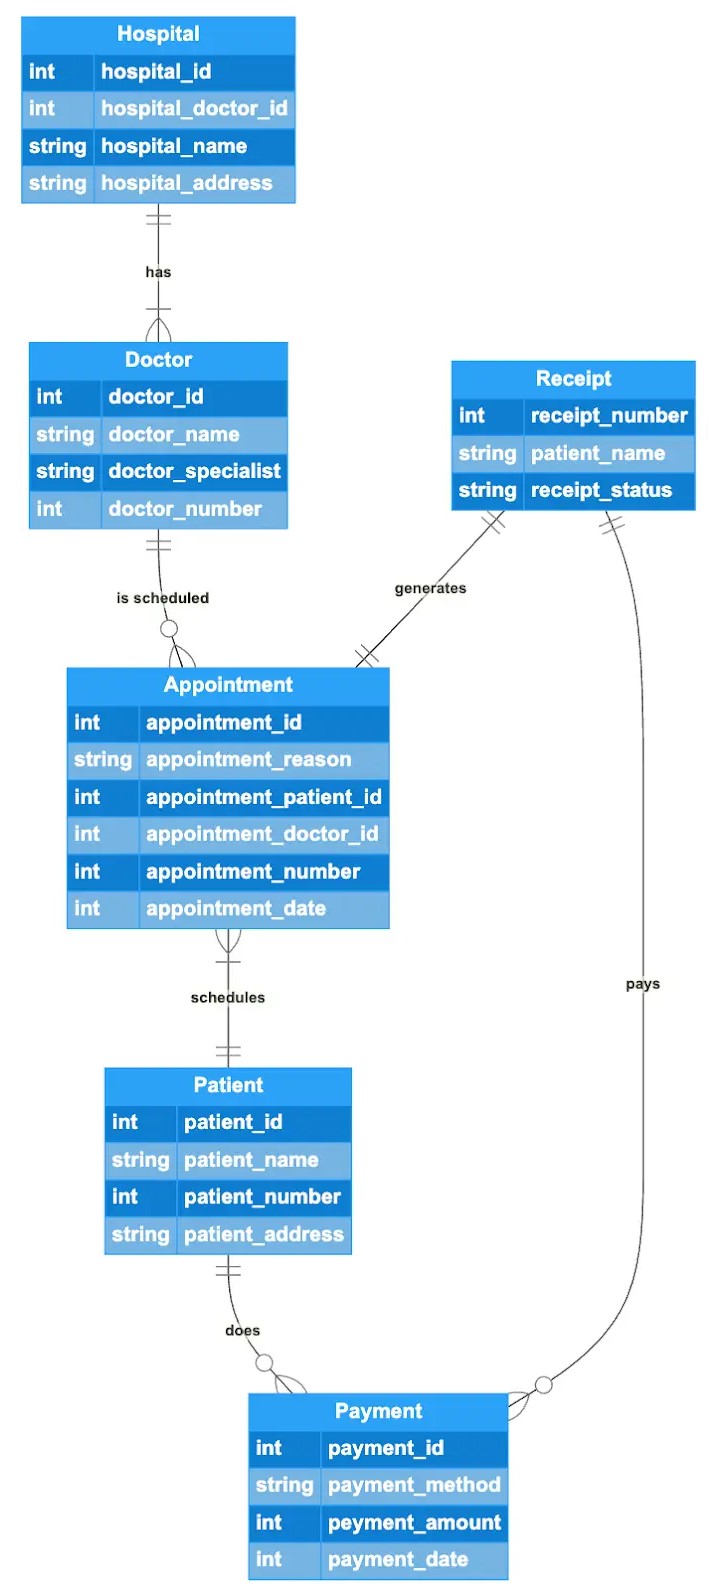 Hospital
int hospital_id
int hospital_doctor_id
string hospital_name
string hospital_address
has
Doctor
int doctor_id
string doctor_name
string doctor_specialist
int doctor_number
Receipt
int receipt_number
string patient_name
string receipt_status
is scheduled
generates
Appointment
int appointment_id
string appointment_reason
int appointment_patient_id
int appointment_doctor_id
int appointment_number
int appointment_date
schedules
pays
Patient
int patient_id
string patient_name
int patient_number
string patient_address
does
Payment
int payment_id
string payment_method
int peyment_amount
int payment_date